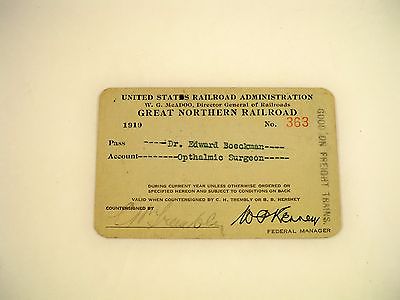 UNITED STATES RAILROAD ADMINISTRATION
W. G. McADOO, Director General of Railroads
GREAT NORTHERN RAILROAD
1919 No. 363
Pass -----Dr. Edward Boeckman----
Account-----Opthalmic Surgeon-----
DURING CURRENT YEAR UNLESS OTHERWISE ORDERED OR
SPECIFIED HEREON AND SUBJECT TO CONDITIONS ON BACK
VALID WHEN COUNTERSIGNED BY C. H. TREMBLY OR B. B. HERSHEY
COUNTERSIGNED BY
C H Trembly
W P Kenney
FEDERAL MANAGER
GOOD ON FREIGHT TRAINS